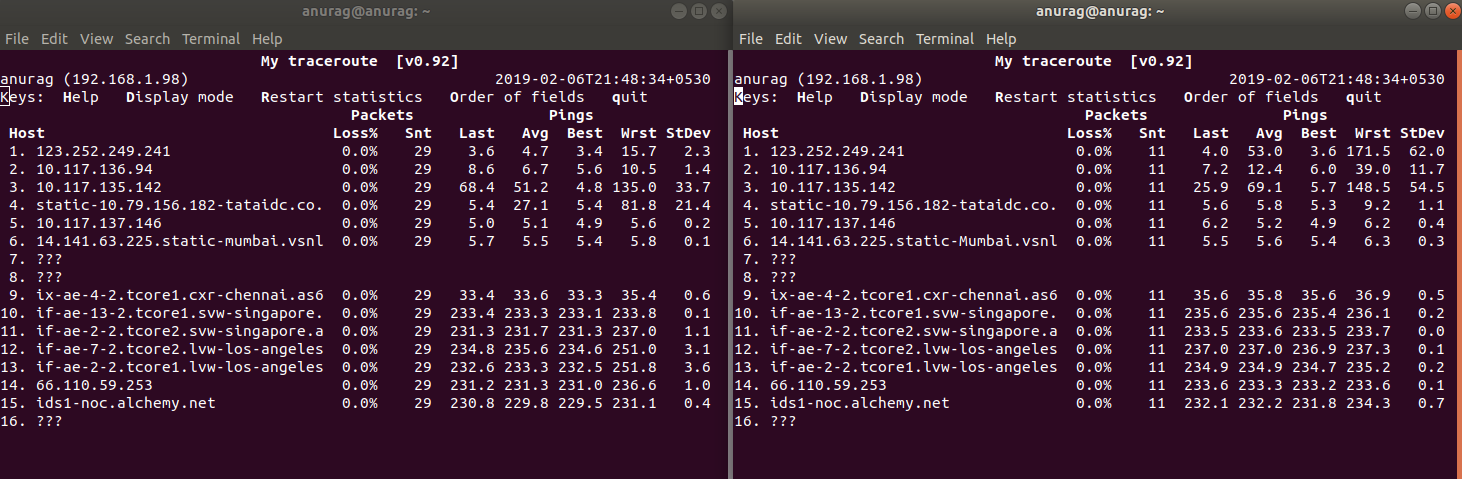 anurag@anurag: ~
File Edit View Search Terminal Help
My traceroute [v0.92]
anurag (192.168.1.98) 2019-02-06T21:48:34+0530
Keys: Help Display mode Restart statistics Order of fields quit
Packets Pings
Host Loss% Snt Last Avg Best Wrst StDev
1. 123.252.249.241 0.0% 29 3.6 4.7 3.4 15.7 2.3
2. 10.117.136.94 0.0% 29 8.6 6.7 5.6 10.5 1.4
3. 10.117.135.142 0.0% 29 68.4 51.2 4.8 135.0 33.7
4. static-10.79.156.182-tataidc.co. 0.0% 29 5.4 27.1 5.4 81.8 21.4
5. 10.117.137.146 0.0% 29 5.0 5.1 4.9 5.6 0.2
6. 14.141.63.225.static-mumbai.vsnl 0.0% 29 5.7 5.5 5.4 5.8 0.1
7. ???
8. ???
9. ix-ae-4-2.tcore1.cxr-chennai.as6 0.0% 29 33.4 33.6 33.3 35.4 0.6
10. if-ae-13-2.tcore1.svw-singapore. 0.0% 29 233.4 233.3 233.1 233.8 0.1
11. if-ae-2-2.tcore2.svw-singapore.a 0.0% 29 231.3 231.7 231.3 237.0 1.1
12. if-ae-7-2.tcore2.lvw-los-angeles 0.0% 29 234.8 235.6 234.6 251.0 3.1
13. if-ae-2-2.tcore1.lvw-los-angeles 0.0% 29 232.6 233.3 232.5 251.8 3.6
14. 66.110.59.253 0.0% 29 231.2 231.3 231.0 236.6 1.0
15. ids1-noc.alchemy.net 0.0% 29 230.8 229.8 229.5 231.1 0.4
16. ???
anurag@anurag: ~
File Edit View Search Terminal Help
My traceroute [v0.92]
anurag (192.168.1.98) 2019-02-06T21:48:34+0530
Keys: Help Display mode Restart statistics Order of fields quit
Packets Pings
Host Loss% Snt Last Avg Best Wrst StDev
1. 123.252.249.241 0.0% 11 4.0 53.0 3.6 171.5 62.0
2. 10.117.136.94 0.0% 11 7.2 12.4 6.0 39.0 11.7
3. 10.117.135.142 0.0% 11 25.9 69.1 5.7 148.5 54.5
4. static-10.79.156.182-tataidc.co. 0.0% 11 5.6 5.8 5.3 9.2 1.1
5. 10.117.137.146 0.0% 11 6.2 5.2 4.9 6.2 0.4
6. 14.141.63.225.static-Mumbai.vsnl 0.0% 11 5.5 5.6 5.4 6.3 0.3
7. ???
8. ???
9. ix-ae-4-2.tcore1.cxr-chennai.as6 0.0% 11 35.6 35.8 35.6 36.9 0.5
10. if-ae-13-2.tcore1.svw-singapore. 0.0% 11 235.6 235.6 235.4 236.1 0.2
11. if-ae-2-2.tcore2.svw-singapore.a 0.0% 11 233.5 233.6 233.5 233.7 0.0
12. if-ae-7-2.tcore2.lvw-los-angeles 0.0% 11 237.0 237.0 236.9 237.3 0.1
13. if-ae-2-2.tcore1.lvw-los-angeles 0.0% 11 234.9 234.9 234.7 235.2 0.2
14. 66.110.59.253 0.0% 11 233.6 233.3 233.2 233.6 0.1
15. ids1-noc.alchemy.net 0.0% 11 232.1 232.2 231.8 234.3 0.7
16. ???